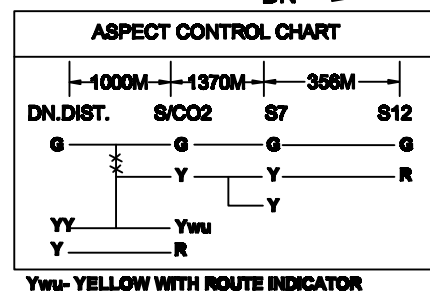 DN
ASPECT CONTROL CHART
1000M 1370M 356M
DN.DIST. S/CO2 S7 S12
G G G G
Y Y R
Y
YY Ywu
Y R
Ywu- YELLOW WITH ROUTE INDICATOR